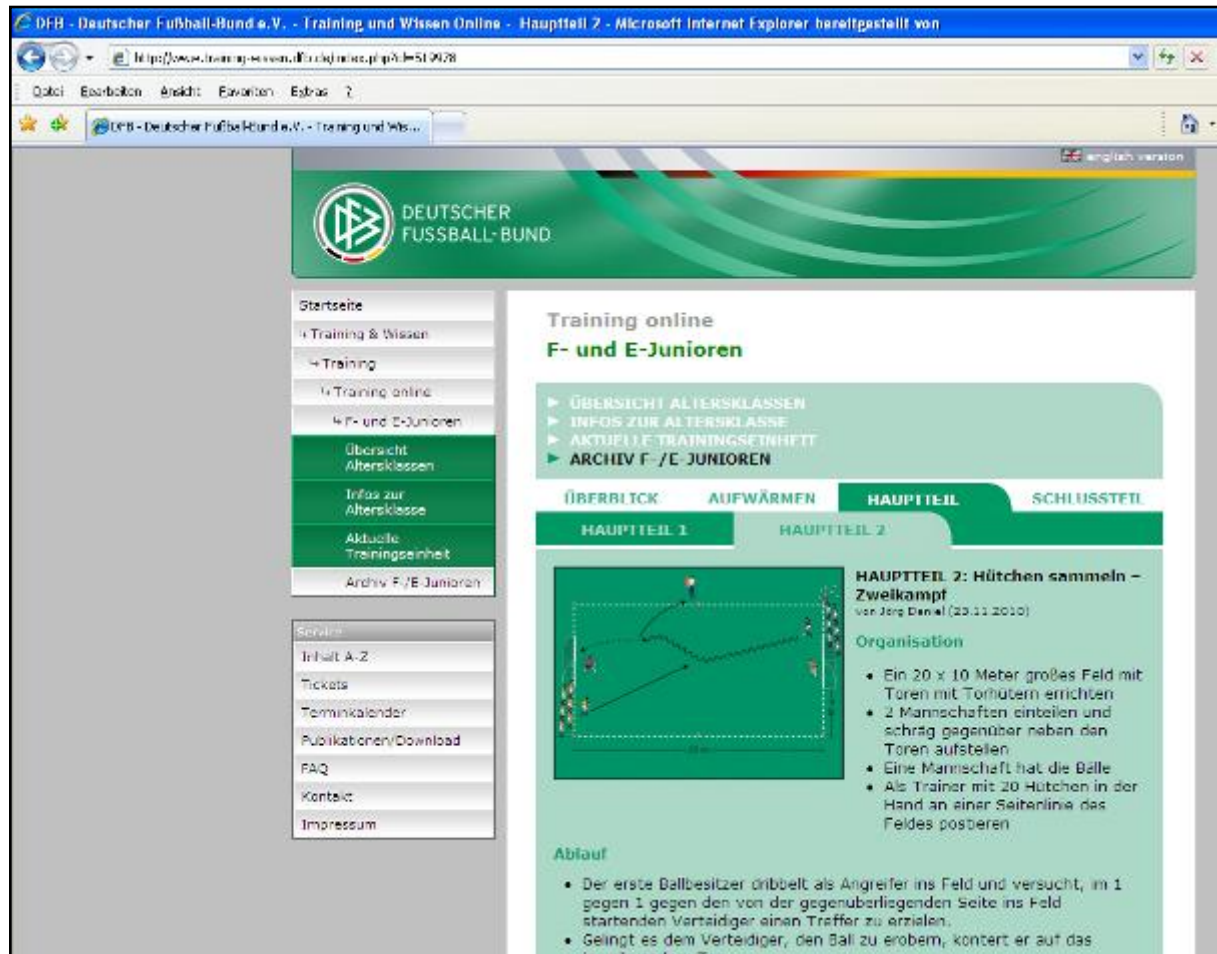 DFB - Deutscher Fußball-Bund e.V. - Training und Wissen Online - Hauptteil 2 - Microsoft Internet Explorer bereitgestellt von
Datei Bearbeiten Ansicht Favoriten Extras ?
DFB - Deutscher Fußball-Bund e.V. - Training und Wis...
english version
DFB
DEUTSCHER
FUSSBALL-BUND
Startseite
Training & Wissen
Training
Training online
F- und E-Junioren
Übersicht
Altersklassen
Infos zur
Altersklasse
Aktuelle
Trainingseinheit
Archiv F-/E-Junioren
Service
Inhalt A-Z
Tickets
Terminkalender
Publikationen/Download
FAQ
Kontakt
Impressum
Training online
F- und E-Junioren
ÜBERSICHT ALTERSKLASSEN
INFOS ZUR ALTERSKLASSE
AKTUELLE TRAININGSEINHEIT
ARCHIV F-/E-JUNIOREN
ÜBERBLICK AUFWÄRMEN HAUPTTEIL SCHLUSSTEIL
HAUPTTEIL 1 HAUPTTEIL 2
HAUPTTEIL 2: Hütchen sammeln –
Zweikampf
von Jörg Daniel (23.11.2010)
Organisation
• Ein 20 x 10 Meter großes Feld mit
Toren mit Torhütern errichten
• 2 Mannschaften einteilen und
schräg gegenüber neben den
Toren aufstellen
• Eine Mannschaft hat die Bälle
• Als Trainer mit 20 Hütchen in der
Hand an einer Seitenlinie des
Feldes postieren
Ablauf
• Der erste Ballbesitzer dribbelt als Angreifer ins Feld und versucht, im 1
gegen 1 gegen den von der gegenüberliegenden Seite ins Feld
startenden Verteidiger einen Treffer zu erzielen.
• Gelingt es dem Verteidiger, den Ball zu erobern, kontert er auf das